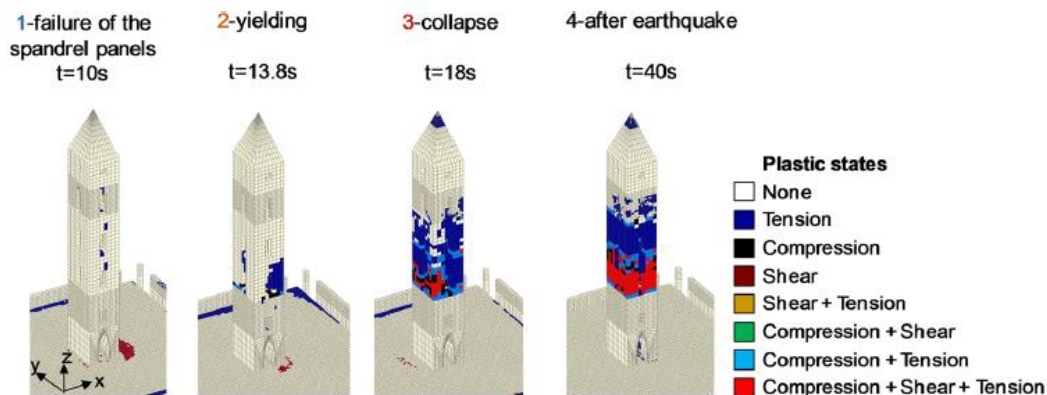 1-failure of the
spandrel panels
t=10s
2-yielding
t=13.8s
3-collapse
t=18s
4-after earthquake
t=40s
Plastic states
None
Tension
Compression
Shear
Shear + Tension
Compression + Shear
Compression + Tension
Compression + Shear + Tension
y
z
x